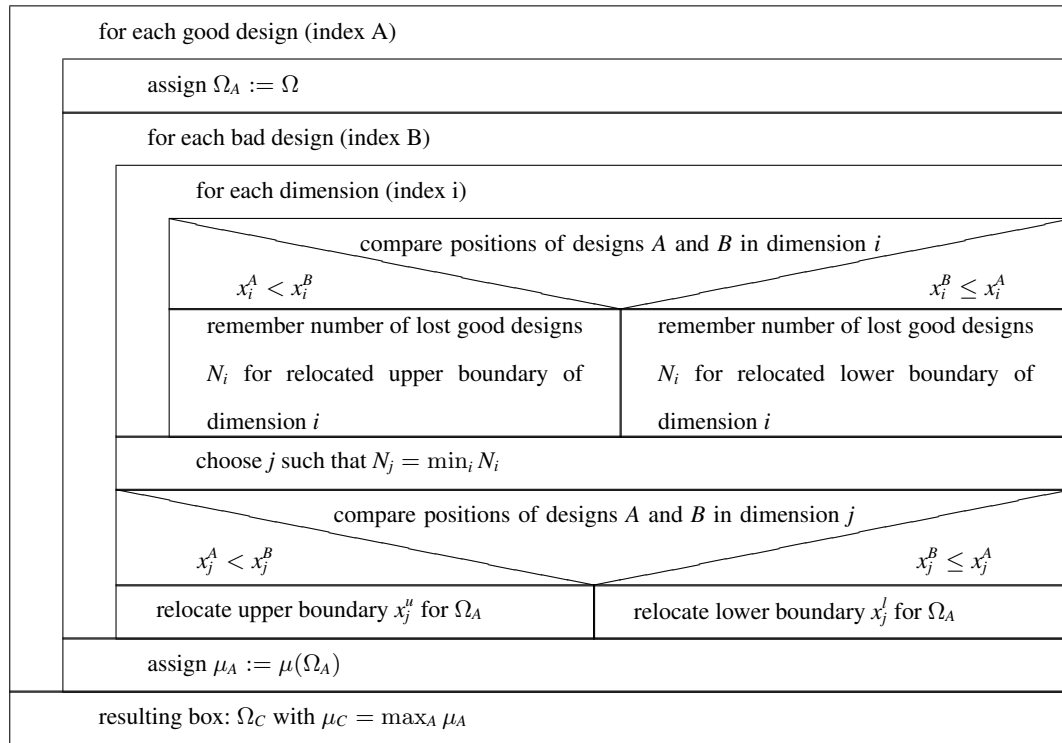 for each good design (index A)
assign Ω_A := Ω
for each bad design (index B)
for each dimension (index i)
compare positions of designs A and B in dimension i
x_i^A < x_i^B x_i^B ≤ x_i^A
remember number of lost good designs
N_i for relocated upper boundary of
dimension i
remember number of lost good designs
N_i for relocated lower boundary of
dimension i
choose j such that N_j = min_i N_i
compare positions of designs A and B in dimension j
x_j^A < x_j^B x_j^B ≤ x_j^A
relocate upper boundary x_j^u for Ω_A
relocate lower boundary x_j^l for Ω_A
assign μ_A := μ(Ω_A)
resulting box: Ω_C with μ_C = max_A μ_A